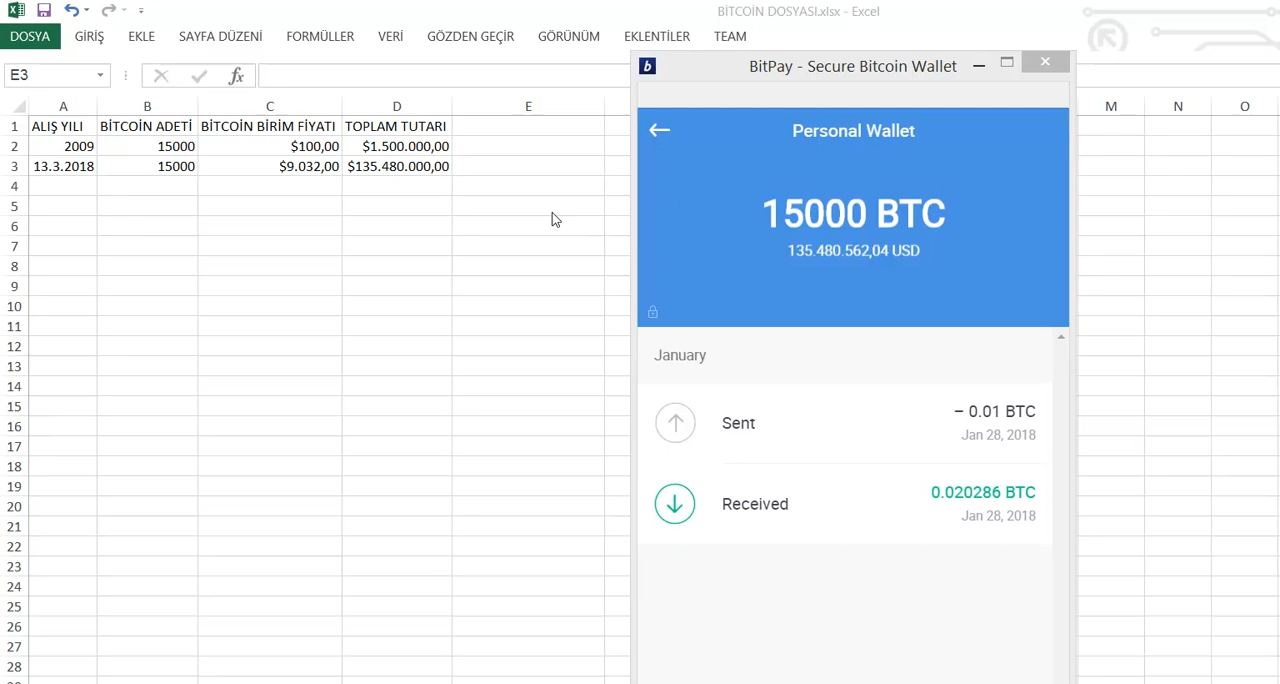 BİTCOİN DOSYASI.xlsx - Excel
DOSYA GİRİŞ EKLE SAYFA DÜZENİ FORMÜLLER VERİ GÖZDEN GEÇİR GÖRÜNÜM EKLENTİLER TEAM
E3 fx
A B C D E M N O
1 ALIŞ YILI BİTCOİN ADETİ BİTCOİN BİRİM FİYATI TOPLAM TUTARI
2 2009 15000 $100,00 $1.500.000,00
3 13.3.2018 15000 $9.032,00 $135.480.000,00
4
5
6
7
8
9
10
11
12
13
14
15
16
17
18
19
20
21
22
23
24
25
26
27
28
b BitPay - Secure Bitcoin Wallet
Personal Wallet
15000 BTC
135.480.562,04 USD
January
Sent – 0.01 BTC
Jan 28, 2018
Received 0.020286 BTC
Jan 28, 2018